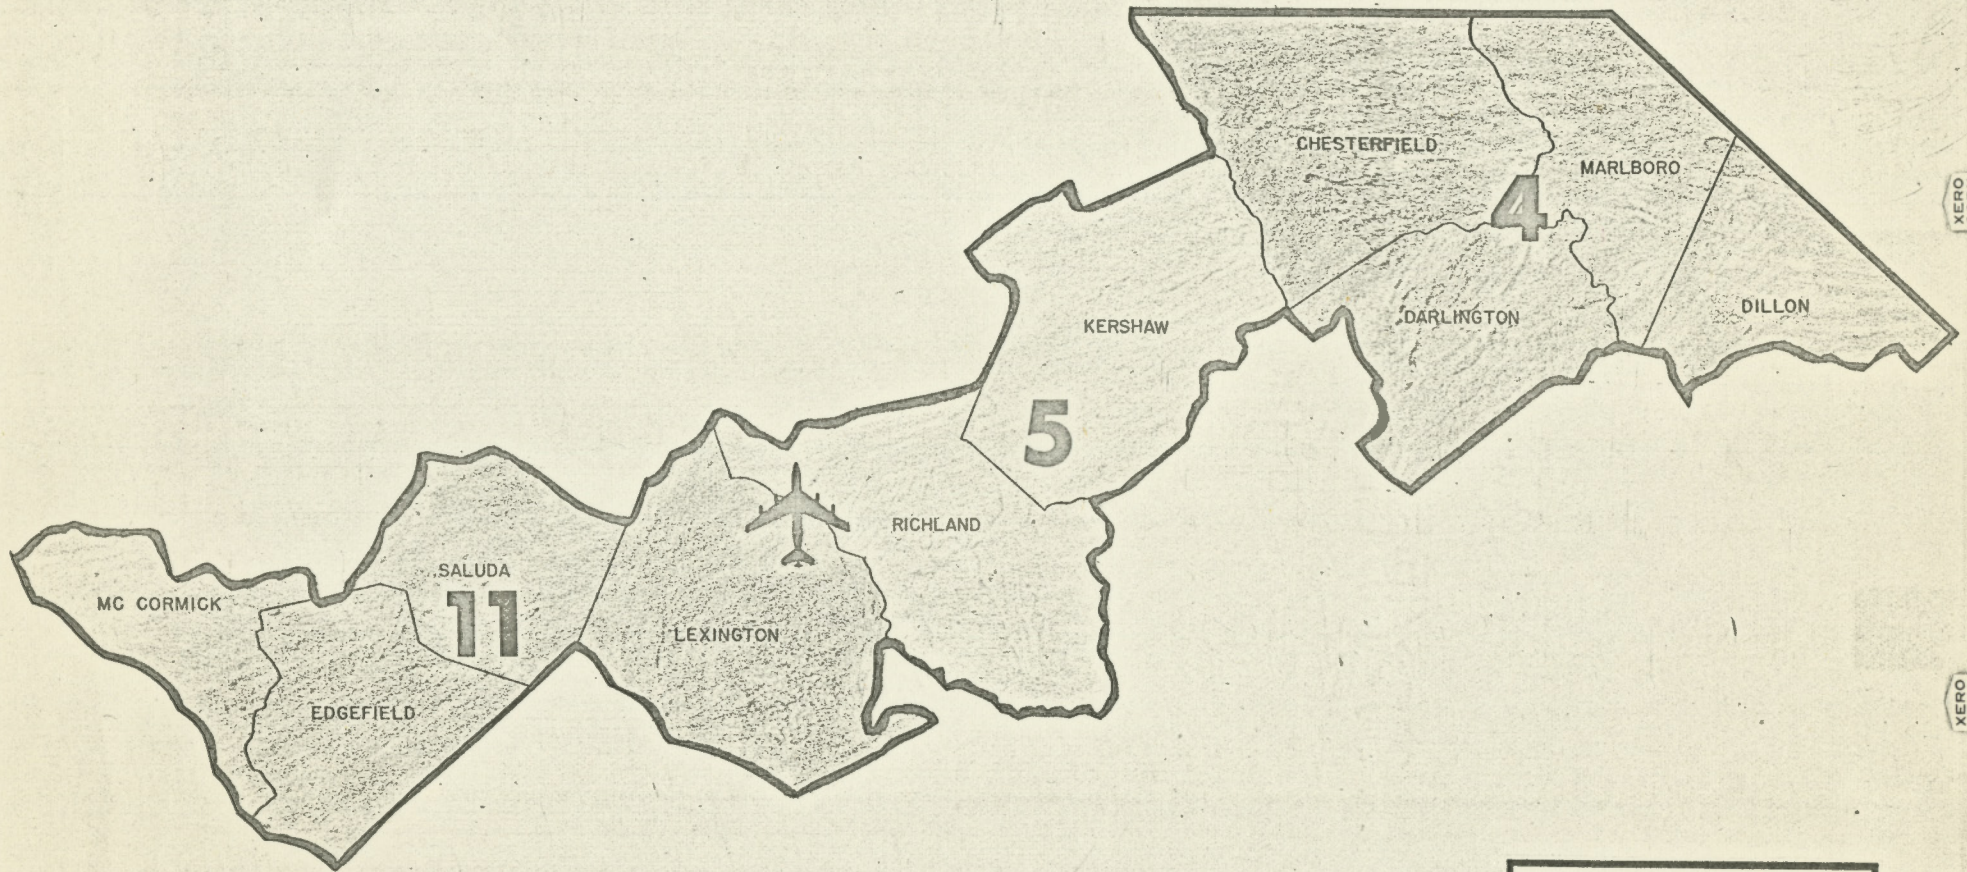 CHESTERFIELD
MARLBORO
4
XERO
DARLINGTON
DILLON
KERSHAW
5
RICHLAND
SALUDA
11
MC CORMICK
LEXINGTON
EDGEFIELD
XERO